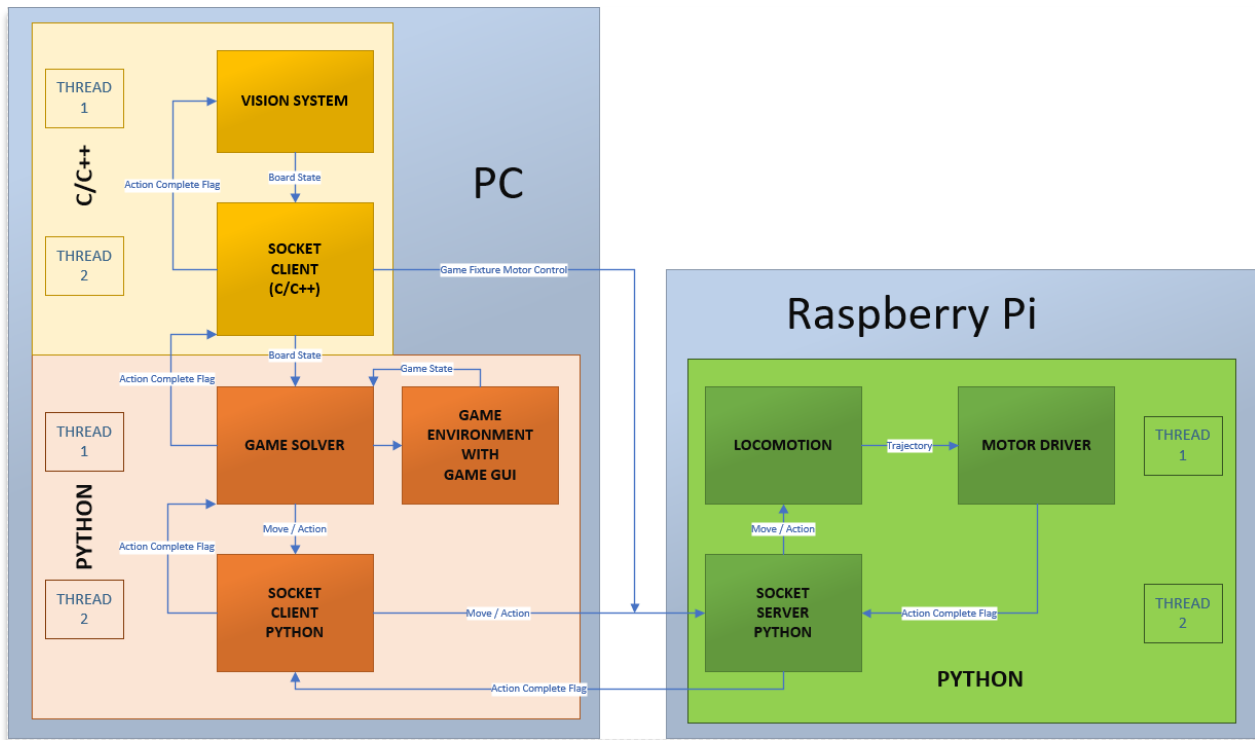 THREAD
1
VISION SYSTEM
C/C++
Action Complete Flag
Board State
PC
THREAD
2
SOCKET
CLIENT
(C/C++)
Game Fixture Motor Control
Raspberry Pi
Board State
Action Complete Flag
Game State
THREAD
1
GAME SOLVER
GAME
ENVIRONMENT
WITH
GAME GUI
LOCOMOTION
Trajectory
MOTOR DRIVER
THREAD
1
PYTHON
Move / Action
Action Complete Flag
Move / Action
THREAD
2
SOCKET
CLIENT
PYTHON
Move / Action
SOCKET
SERVER
PYTHON
Action Complete Flag
THREAD
2
Action Complete Flag
PYTHON